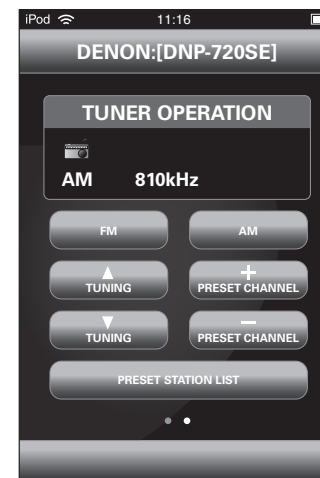 iPod 11:16
DENON:[DNP-720SE]
TUNER OPERATION
AM 810kHz
FM AM
TUNING PRESET CHANNEL
TUNING PRESET CHANNEL
PRESET STATION LIST